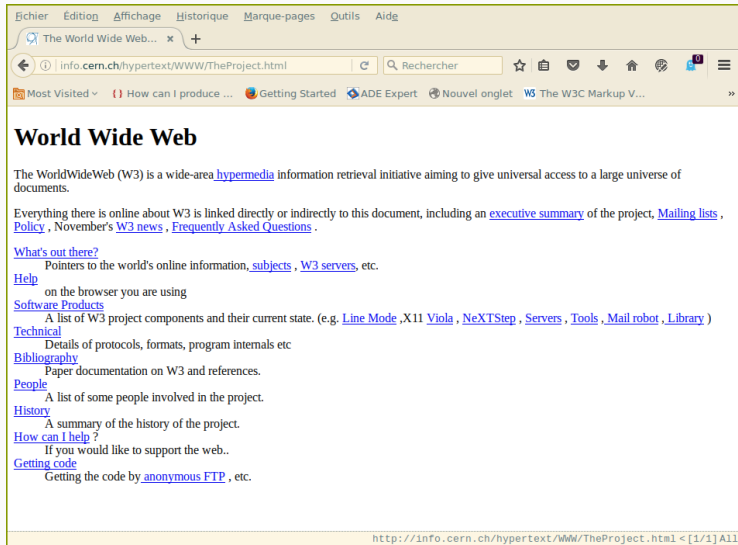 Fichier Édition Affichage Historique Marque-pages Outils Aide
The World Wide Web... × +
info.cern.ch/hypertext/WWW/TheProject.html Rechercher 0
Most Visited How can I produce ... Getting Started ADE Expert Nouvel onglet W3 The W3C Markup V... »
World Wide Web
The WorldWideWeb (W3) is a wide-area hypermedia information retrieval initiative aiming to give universal access to a large universe of
documents.
Everything there is online about W3 is linked directly or indirectly to this document, including an executive summary of the project, Mailing lists ,
Policy , November's W3 news , Frequently Asked Questions .
What's out there?
Pointers to the world's online information, subjects , W3 servers, etc.
Help
on the browser you are using
Software Products
A list of W3 project components and their current state. (e.g. Line Mode ,X11 Viola , NeXTStep , Servers , Tools , Mail robot , Library )
Technical
Details of protocols, formats, program internals etc
Bibliography
Paper documentation on W3 and references.
People
A list of some people involved in the project.
History
A summary of the history of the project.
How can I help ?
If you would like to support the web..
Getting code
Getting the code by anonymous FTP , etc.
http://info.cern.ch/hypertext/WWW/TheProject.html < [1/1] All